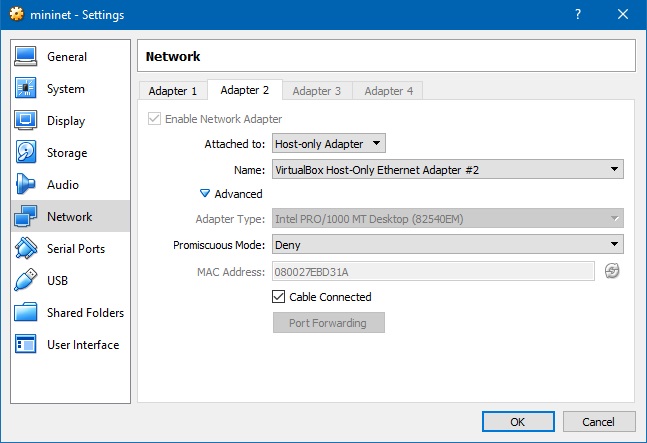 mininet - Settings
General
System
Display
Storage
Audio
Network
Serial Ports
USB
Shared Folders
User Interface
Network
Adapter 1 Adapter 2 Adapter 3 Adapter 4
Enable Network Adapter
Attached to: Host-only Adapter
Name: VirtualBox Host-Only Ethernet Adapter #2
Advanced
Adapter Type: Intel PRO/1000 MT Desktop (82540EM)
Promiscuous Mode: Deny
MAC Address: 080027EBD31A
Cable Connected
Port Forwarding
OK Cancel